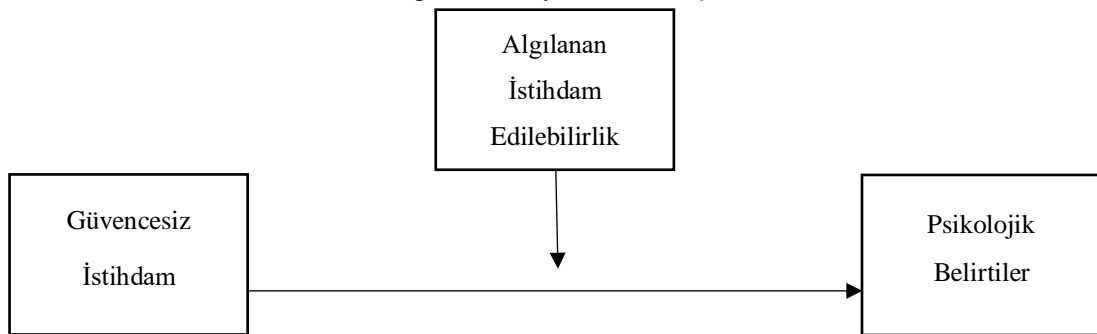 Algılanan
İstihdam
Edilebilirlik
Güvencesiz
İstihdam
Psikolojik
Belirtiler